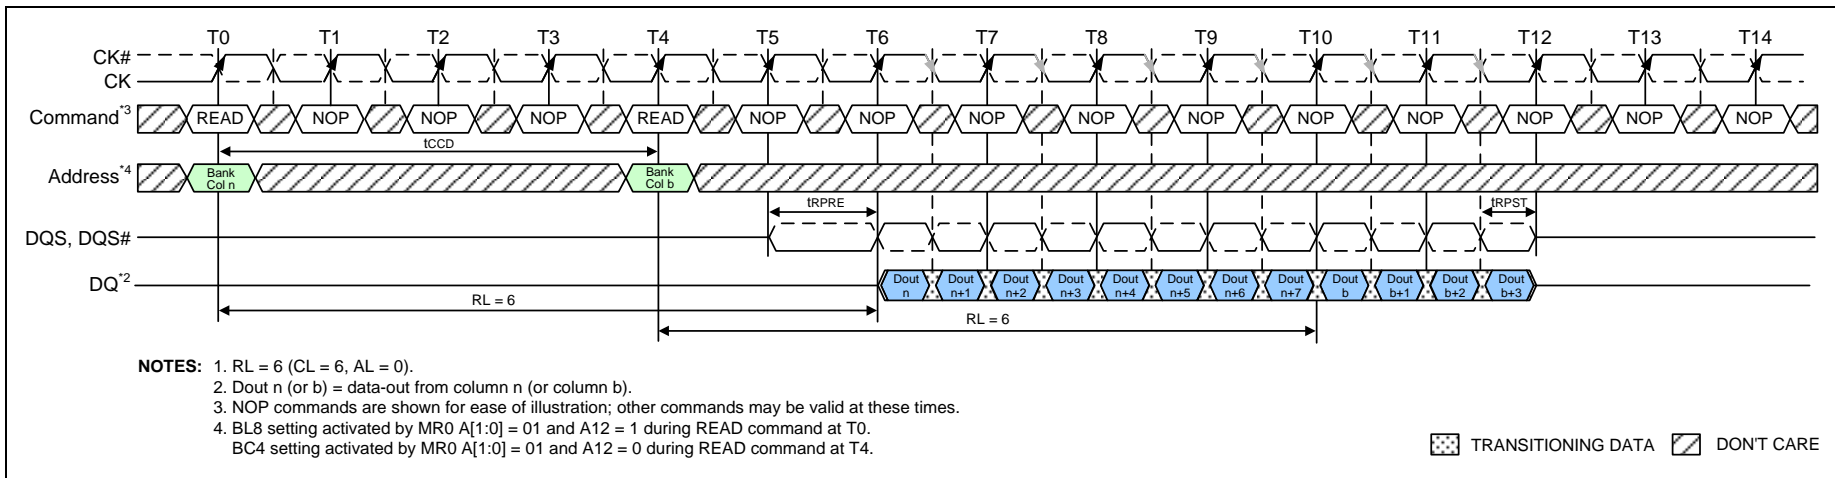 T0 T1 T2 T3 T4 T5 T6 T7 T8 T9 T10 T11 T12 T13 T14
CK#
CK
Command*3 READ NOP NOP NOP READ NOP NOP NOP NOP NOP NOP NOP NOP NOP NOP
tCCD
Address*4 Bank Col n Bank Col b
tRPRE tRPST
DQS, DQS#
DQ*2 Dout n Dout n+1 Dout n+2 Dout n+3 Dout n+4 Dout n+5 Dout n+6 Dout n+7 Dout b Dout b+1 Dout b+2 Dout b+3
RL = 6
RL = 6
NOTES: 1. RL = 6 (CL = 6, AL = 0).
2. Dout n (or b) = data-out from column n (or column b).
3. NOP commands are shown for ease of illustration; other commands may be valid at these times.
4. BL8 setting activated by MR0 A[1:0] = 01 and A12 = 1 during READ command at T0.
BC4 setting activated by MR0 A[1:0] = 01 and A12 = 0 during READ command at T4.
TRANSITIONING DATA DON'T CARE